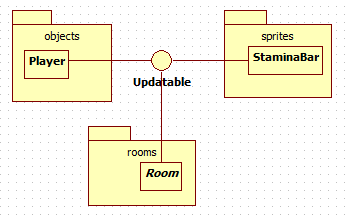 objects
Player
Updatable
sprites
StaminaBar
rooms
Room